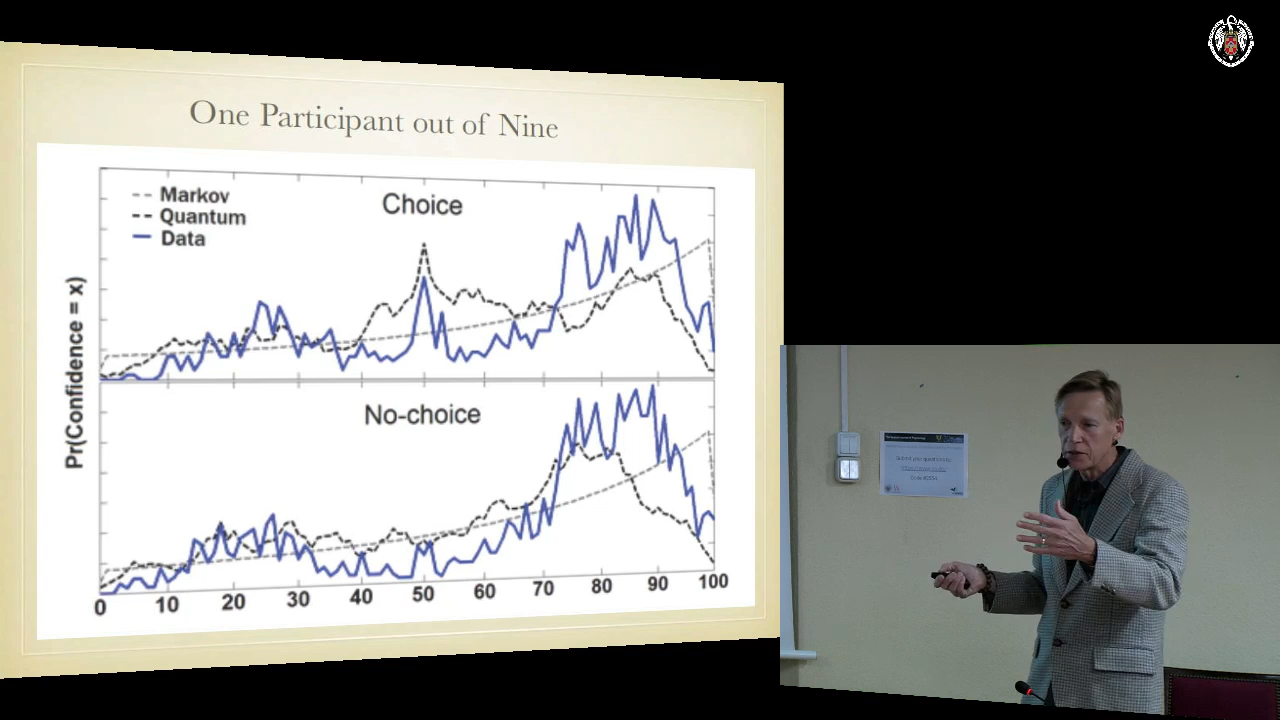 One Participant out of Nine
Markov
Quantum
Data
Choice
No-choice
Pr(Confidence = x)
0 10 20 30 40 50 60 70 80 90 100